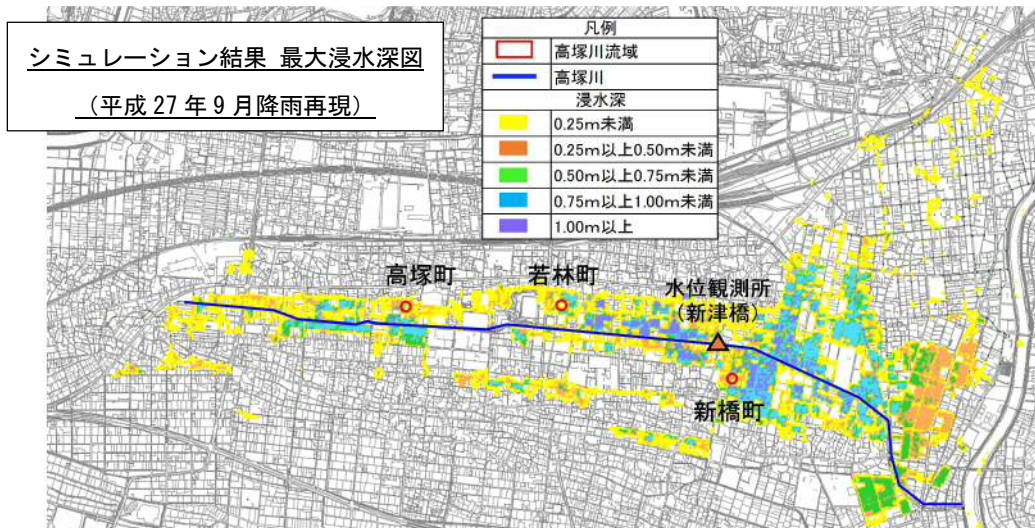 シミュレーション結果 最大浸水深図
（平成27年9月降雨再現）
凡例
高塚川流域
高塚川
浸水深
0.25m未満
0.25m以上0.50m未満
0.50m以上0.75m未満
0.75m以上1.00m未満
1.00m以上
高塚町
若林町
水位観測所
（新津橋）
新橋町